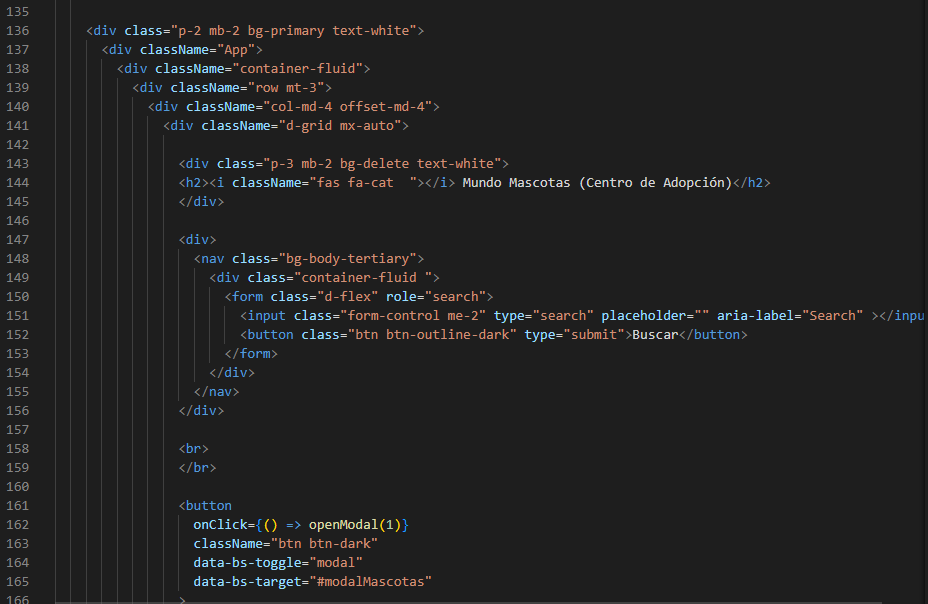 135
136 <div class="p-2 mb-2 bg-primary text-white">
137 <div className="App">
138 <div className="container-fluid">
139 <div className="row mt-3">
140 <div className="col-md-4 offset-md-4">
141 <div className="d-grid mx-auto">
142
143 <div class="p-3 mb-2 bg-delete text-white">
144 <h2><i className="fas fa-cat  "></i> Mundo Mascotas (Centro de Adopción)</h2>
145 </div>
146
147 <div>
148 <nav class="bg-body-tertiary">
149 <div class="container-fluid ">
150 <form class="d-flex" role="search">
151 <input class="form-control me-2" type="search" placeholder="" aria-label="Search" ></inpu
152 <button class="btn btn-outline-dark" type="submit">Buscar</button>
153 </form>
154 </div>
155 </nav>
156 </div>
157
158 <br>
159 </br>
160
161 <button
162 onClick={() => openModal(1)}
163 className="btn btn-dark"
164 data-bs-toggle="modal"
165 data-bs-target="#modalMascotas"
166 >